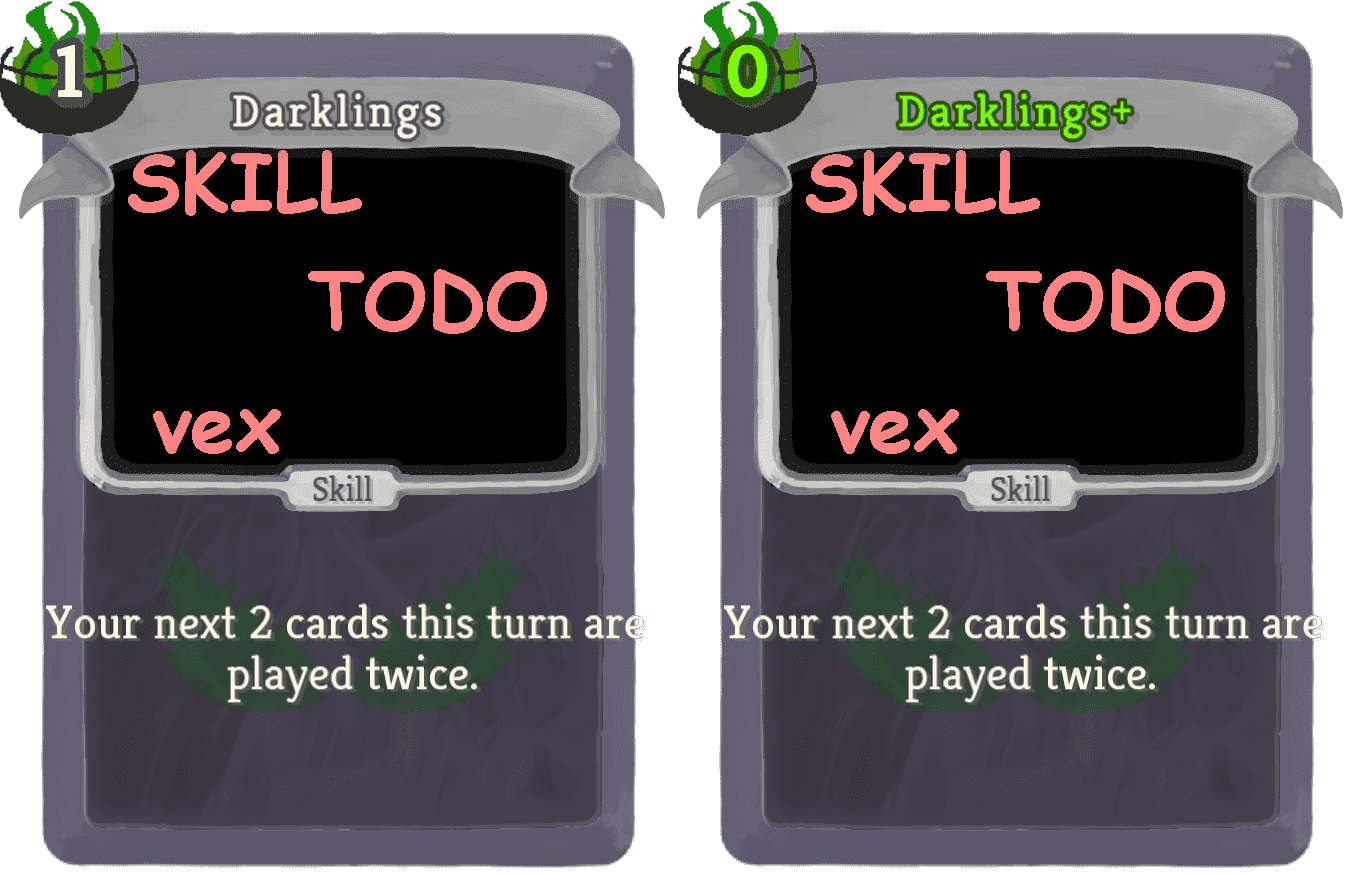 1
Darklings
SKILL
TODO
vex
Skill
Your next 2 cards this turn are
played twice.
0
Darklings+
SKILL
TODO
vex
Skill
Your next 2 cards this turn are
played twice.